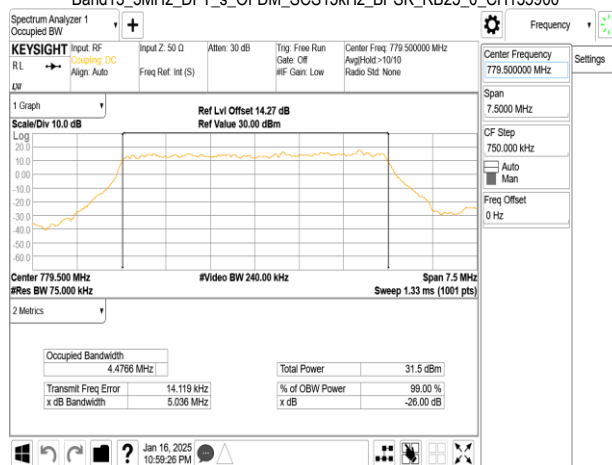 Band13_5MHz_DFT_s_OFDM_SCS15kHz_BPSK_RB25_0_CH155900
Spectrum Analyzer 1
Occupied BW
Frequency
KEYSIGHT
RL
Input: RF
Coupling: DC
Align: Auto
Input Z: 50 Ω
Freq Ref: Int (S)
Atten: 30 dB
Trig: Free Run
Gate: Off
#IF Gain: Low
Center Freq: 779.500000 MHz
Avg|Hold:>10/10
Radio Std: None
Center Frequency
779.500000 MHz
Settings
Span
7.5000 MHz
CF Step
750.000 kHz
Auto
Man
Freq Offset
0 Hz
1 Graph
Scale/Div 10.0 dB
Ref Lvl Offset 14.27 dB
Ref Value 30.00 dBm
Log
20.0
10.0
0.00
-10.0
-20.0
-30.0
-40.0
-50.0
-60.0
Center 779.500 MHz
#Video BW 240.00 kHz
Span 7.5 MHz
#Res BW 75.000 kHz
Sweep 1.33 ms (1001 pts)
2 Metrics
Occupied Bandwidth
4.4766 MHz
Total Power 31.5 dBm
Transmit Freq Error 14.119 kHz
% of OBW Power 99.00 %
x dB Bandwidth 5.036 MHz
x dB -26.00 dB
?
Jan 16, 2025
10:59:26 PM